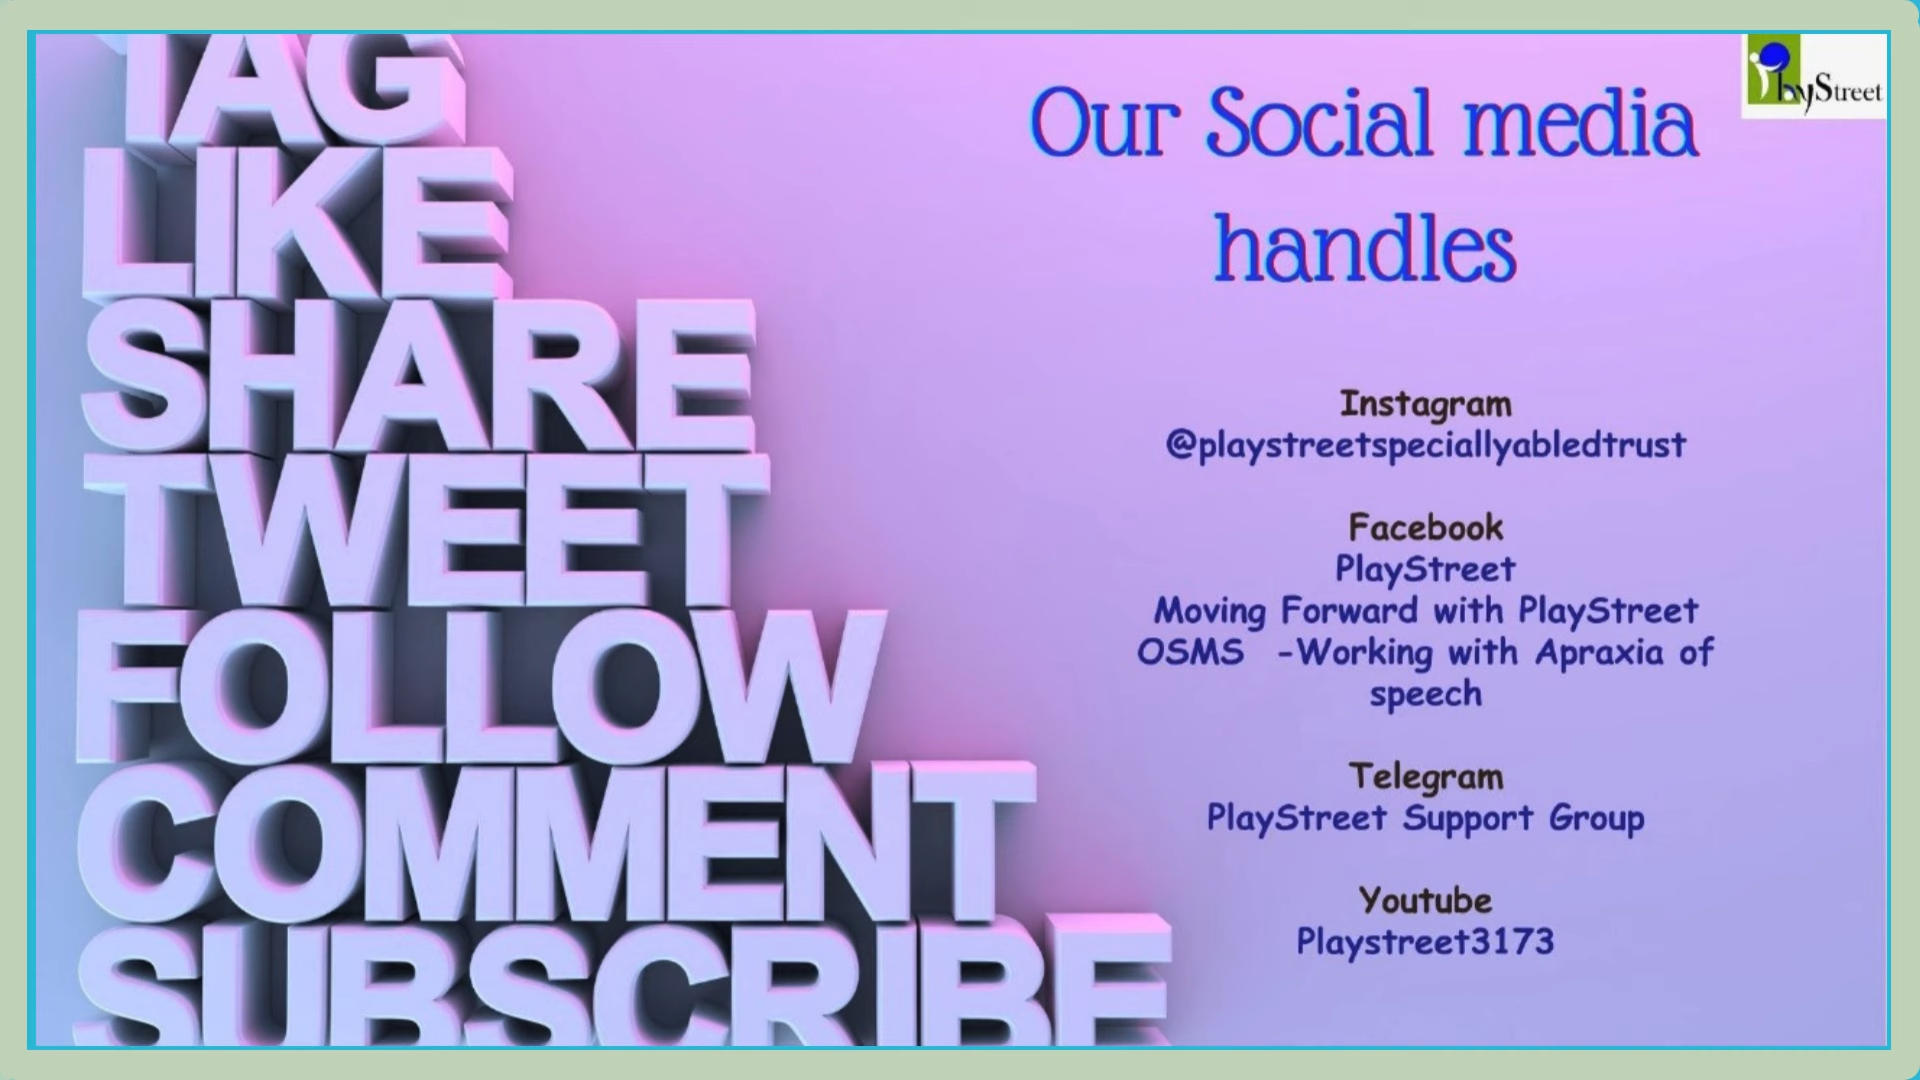 TAG
LIKE
SHARE
TWEET
FOLLOW
COMMENT
SUBSCRIBE
PlayStreet
Our Social media
handles
Instagram
@playstreetspeciallyabledtrust
Facebook
PlayStreet
Moving Forward with PlayStreet
OSMS -Working with Apraxia of
speech
Telegram
PlayStreet Support Group
Youtube
Playstreet3173